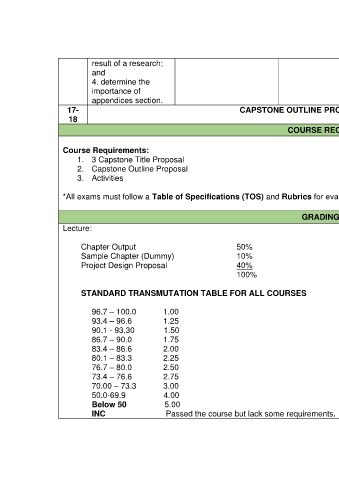 result of a research;
and
4. determine the
importance of
appendices section.
17-
18
CAPSTONE OUTLINE PRO
COURSE REQ
Course Requirements:
1. 3 Capstone Title Proposal
2. Capstone Outline Proposal
3. Activities
*All exams must follow a Table of Specifications (TOS) and Rubrics for eva
GRADING
Lecture:
Chapter Output 50%
Sample Chapter (Dummy) 10%
Project Design Proposal 40%
100%
STANDARD TRANSMUTATION TABLE FOR ALL COURSES
96.7 – 100.0 1.00
93.4 – 96.6 1.25
90.1 - 93.30 1.50
86.7 – 90.0 1.75
83.4 – 86.6 2.00
80.1 – 83.3 2.25
76.7 – 80.0 2.50
73.4 – 76.6 2.75
70.00 – 73.3 3.00
50.0-69.9 4.00
Below 50 5.00
INC Passed the course but lack some requirements.